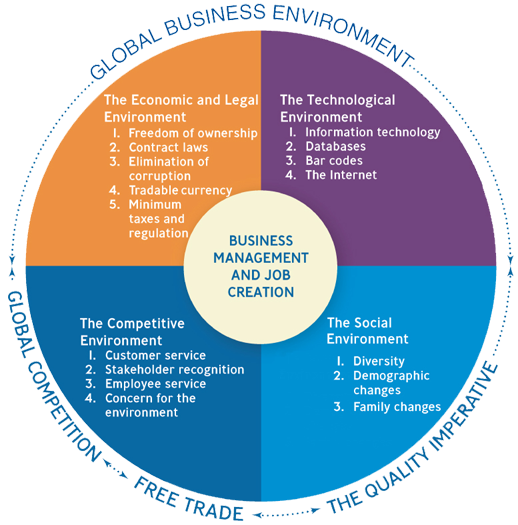 GLOBAL BUSINESS ENVIRONMENT
The Economic and Legal
Environment
1. Freedom of ownership
2. Contract laws
3. Elimination of
corruption
4. Tradable currency
5. Minimum
taxes and
regulation
The Technological
Environment
1. Information technology
2. Databases
3. Bar codes
4. The Internet
BUSINESS
MANAGEMENT
AND JOB
CREATION
The Competitive
Environment
1. Customer service
2. Stakeholder recognition
3. Employee service
4. Concern for the
environment
The Social
Environment
1. Diversity
2. Demographic
changes
3. Family changes
GLOBAL COMPETITION
FREE TRADE
THE QUALITY IMPERATIVE